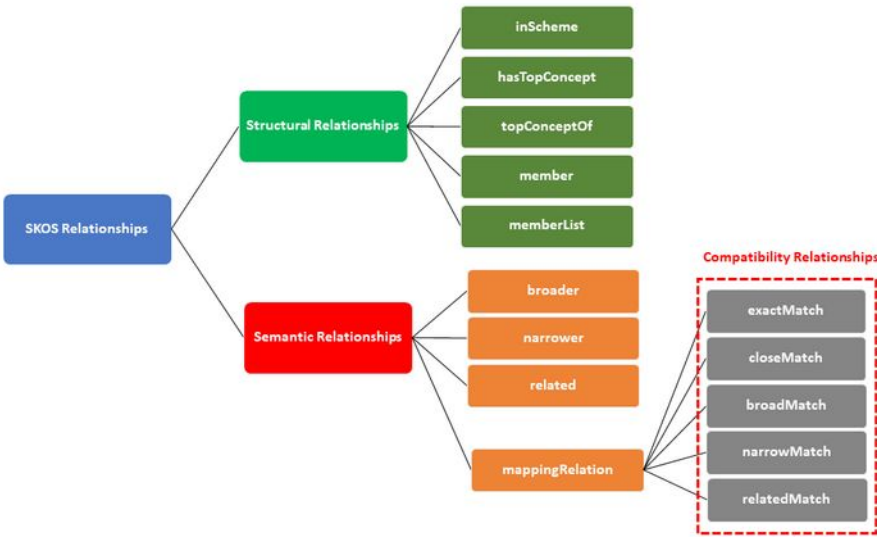 inScheme
hasTopConcept
Structural Relationships
topConceptOf
member
memberList
SKOS Relationships
Compatibility Relationships
broader
exactMatch
Semantic Relationships
narrower
closeMatch
related
broadMatch
mappingRelation
narrowMatch
relatedMatch